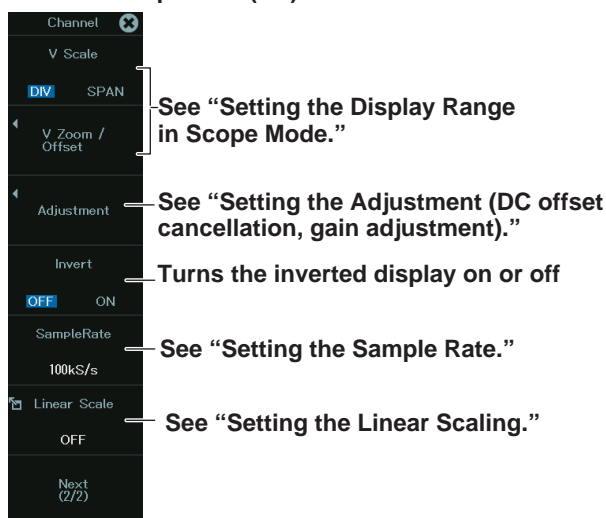 Channel
V Scale
DIV SPAN
V Zoom /
Offset
See “Setting the Display Range
in Scope Mode.”
Adjustment
See “Setting the Adjustment (DC offset
cancellation, gain adjustment).”
Invert
OFF ON
Turns the inverted display on or off
SampleRate
100kS/s
See “Setting the Sample Rate.”
Linear Scale
OFF
See “Setting the Linear Scaling.”
Next
(2/2)